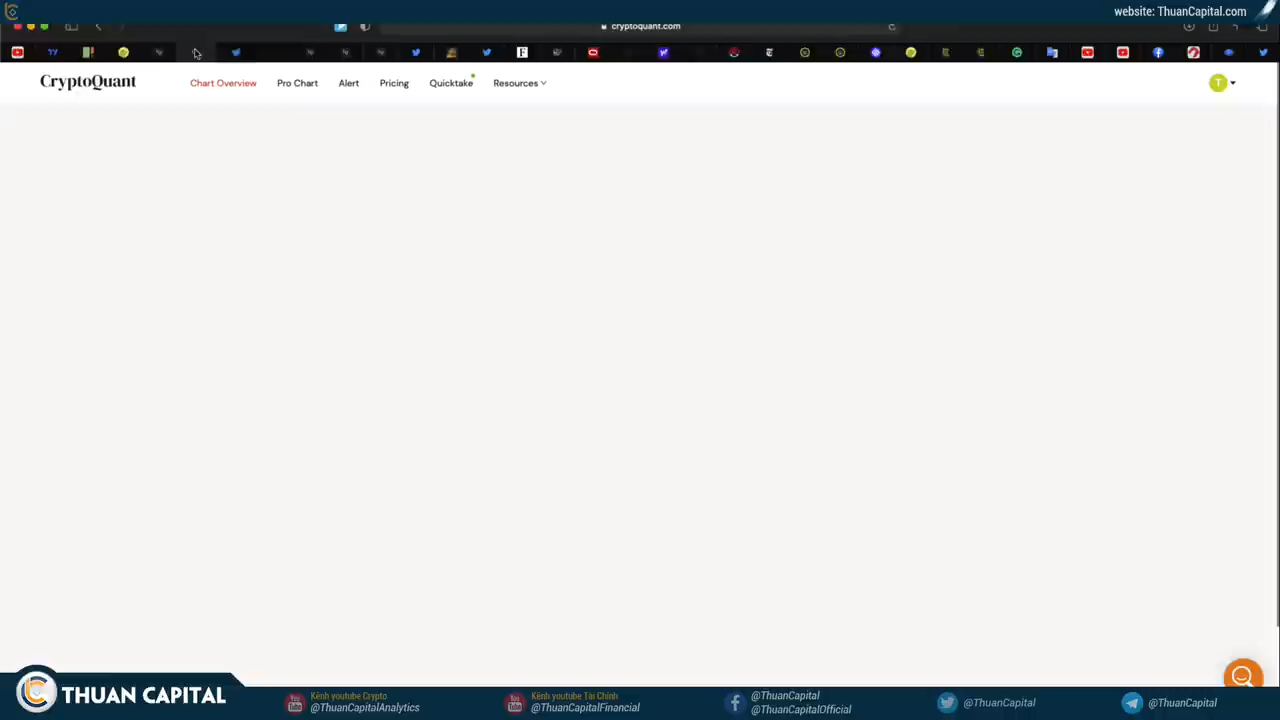 website: ThuanCapital.com
cryptoquant.com
CryptoQuant
Chart Overview
Pro Chart
Alert
Pricing
Quicktake
Resources
T
THUAN CAPITAL
Kênh youtube Crypto
@ThuanCapitalAnalytics
Kênh youtube Tài Chính
@ThuanCapitalFinancial
@ThuanCapital
@ThuanCapitalOfficial
@ThuanCapital
@ThuanCapital